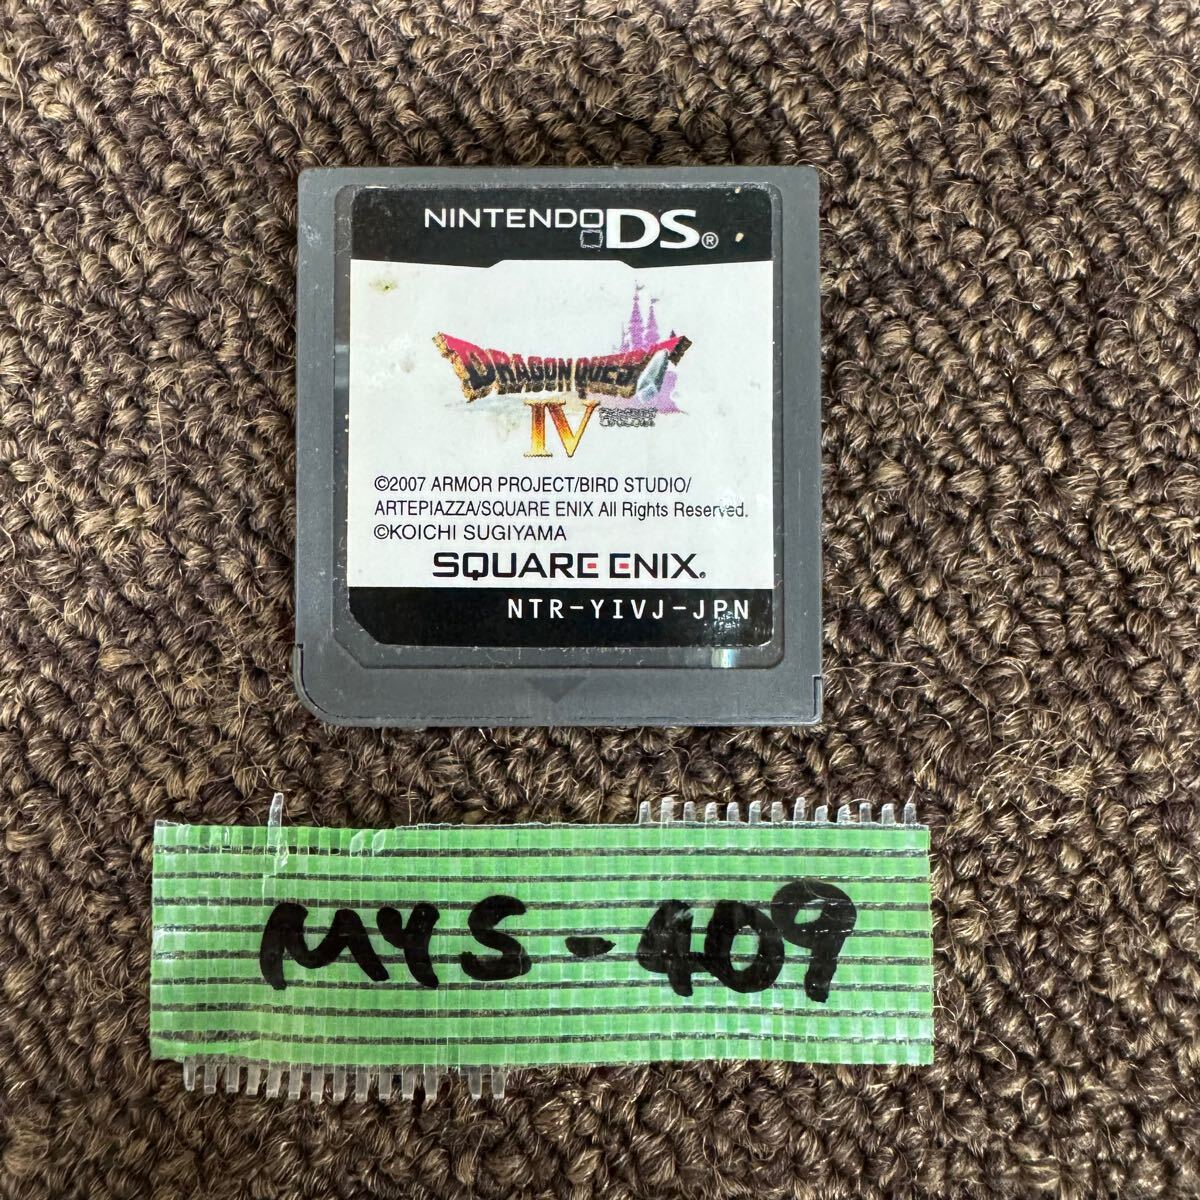 NINTENDO DS®
DRAGON QUEST
IV
©2007 ARMOR PROJECT/BIRD STUDIO/
ARTEPIAZZA/SQUARE ENIX All Rights Reserved.
©KOICHI SUGIYAMA
SQUARE ENIX.
NTR-YIVJ-JPN
MYS-409